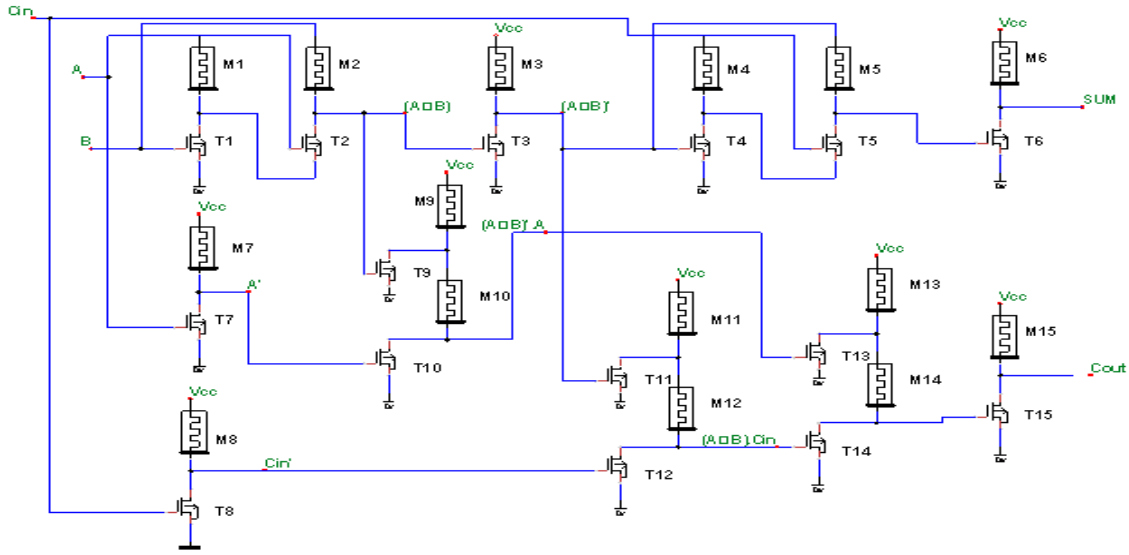 Cin
Vcc
Vcc
M1
M2
M3
M4
M5
M6
A
(A□B)
(A□B)'
SUM
B
T1
T2
T3
T4
T5
T6
Vcc
M9
Vcc
(A□B)'.A
M7
T9
Vcc
Vcc
M13
A'
M10
Vcc
M11
T7
T10
T13
M15
T11
M14
Cout
Vcc
M12
M8
T15
(A□B).Cin
T14
Cin'
T12
T8